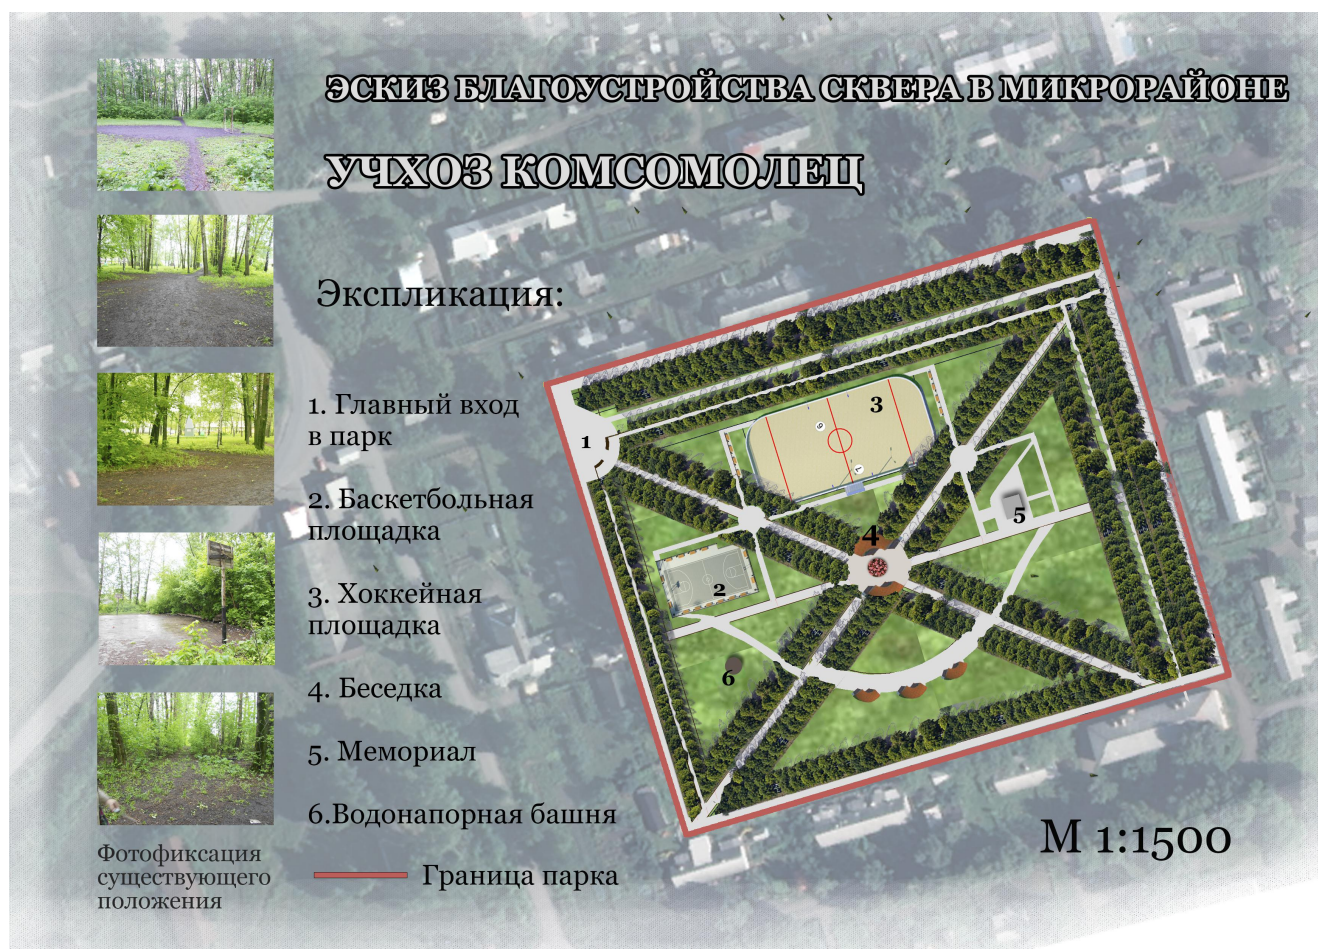 ЭСКИЗ БЛАГОУСТРОЙСТВА СКВЕРА В МИКРОРАЙОНЕ
УЧХОЗ КОМСОМОЛЕЦ
Экспликация:
1. Главный вход
в парк
2. Баскетбольная
площадка
3. Хоккейная
площадка
4. Беседка
5. Мемориал
6.Водонапорная башня
Граница парка
Фотофиксация
существующего
положения
1
2
3
4
5
6
М 1:1500